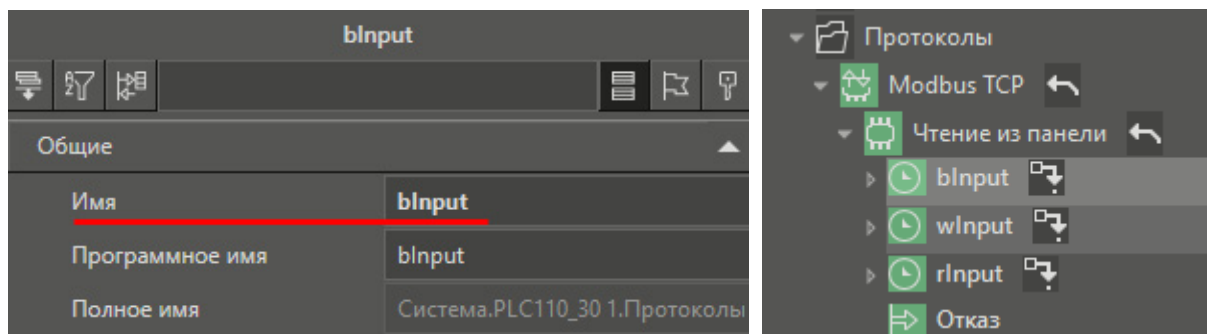 bInput
Общие
Имя bInput
Программное имя bInput
Полное имя Система.PLC110_30 1.Протоколы
Протоколы
Modbus TCP
Чтение из панели
bInput
wInput
rInput
Отказ